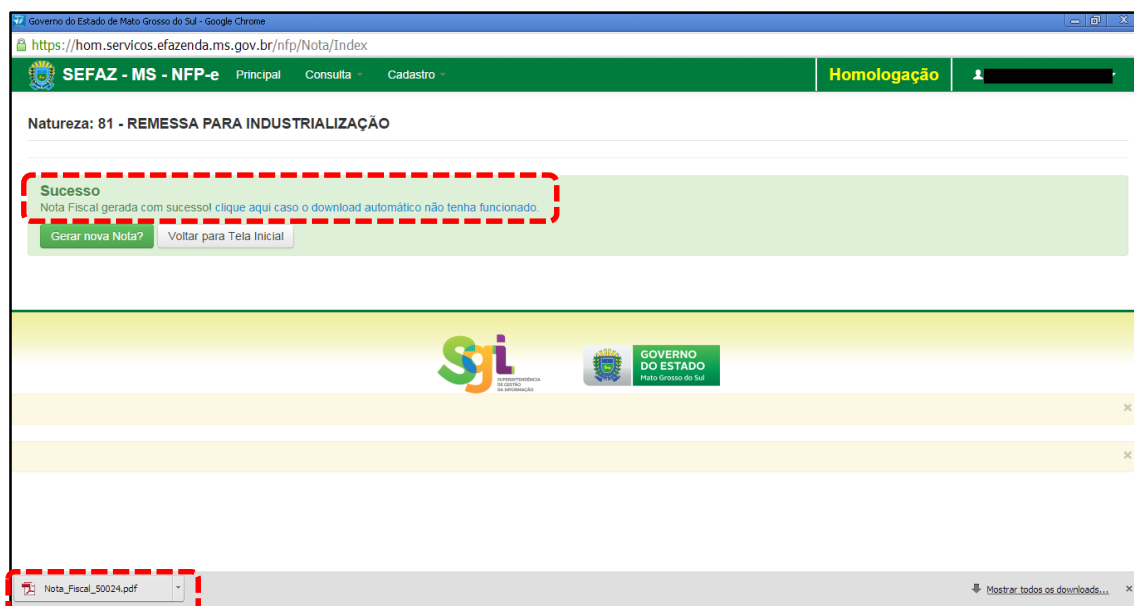 Governo do Estado de Mato Grosso do Sul - Google Chrome
https://hom.servicos.efazenda.ms.gov.br/nfp/Nota/Index
SEFAZ - MS - NFP-e Principal Consulta Cadastro Homologação
Natureza: 81 - REMESSA PARA INDUSTRIALIZAÇÃO
Sucesso
Nota Fiscal gerada com sucesso! clique aqui caso o download automático não tenha funcionado.
Gerar nova Nota? Voltar para Tela Inicial
sgi
SUPERINTENDÊNCIA
DE GESTÃO
DA INFORMAÇÃO
GOVERNO
DO ESTADO
Mato Grosso do Sul
Nota_Fiscal_50024.pdf Mostrar todos os downloads...